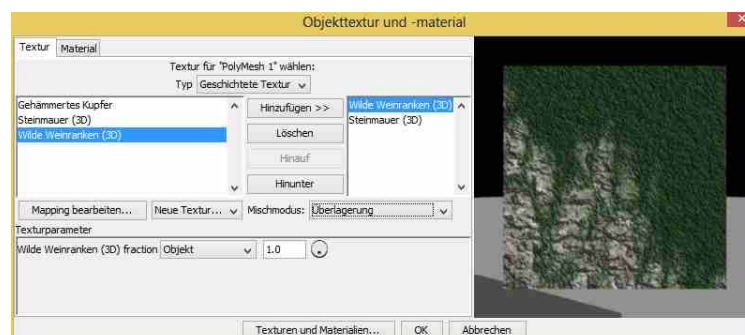 Objekttextur und -material
Textur Material
Textur für "PolyMesh 1" wählen:
Typ Geschichtete Textur
Gehämmertes Kupfer
Steinmauer (3D)
Wilde Weinranken (3D)
Hinzufügen >>
Löschen
Hinauf
Hinunter
Wilde Weinranken (3D)
Steinmauer (3D)
Mapping bearbeiten... Neue Textur... Mischmodus: Überlagerung
Texturparameter
Wilde Weinranken (3D) fraction Objekt 1.0
Texturen und Materialien... OK Abbrechen